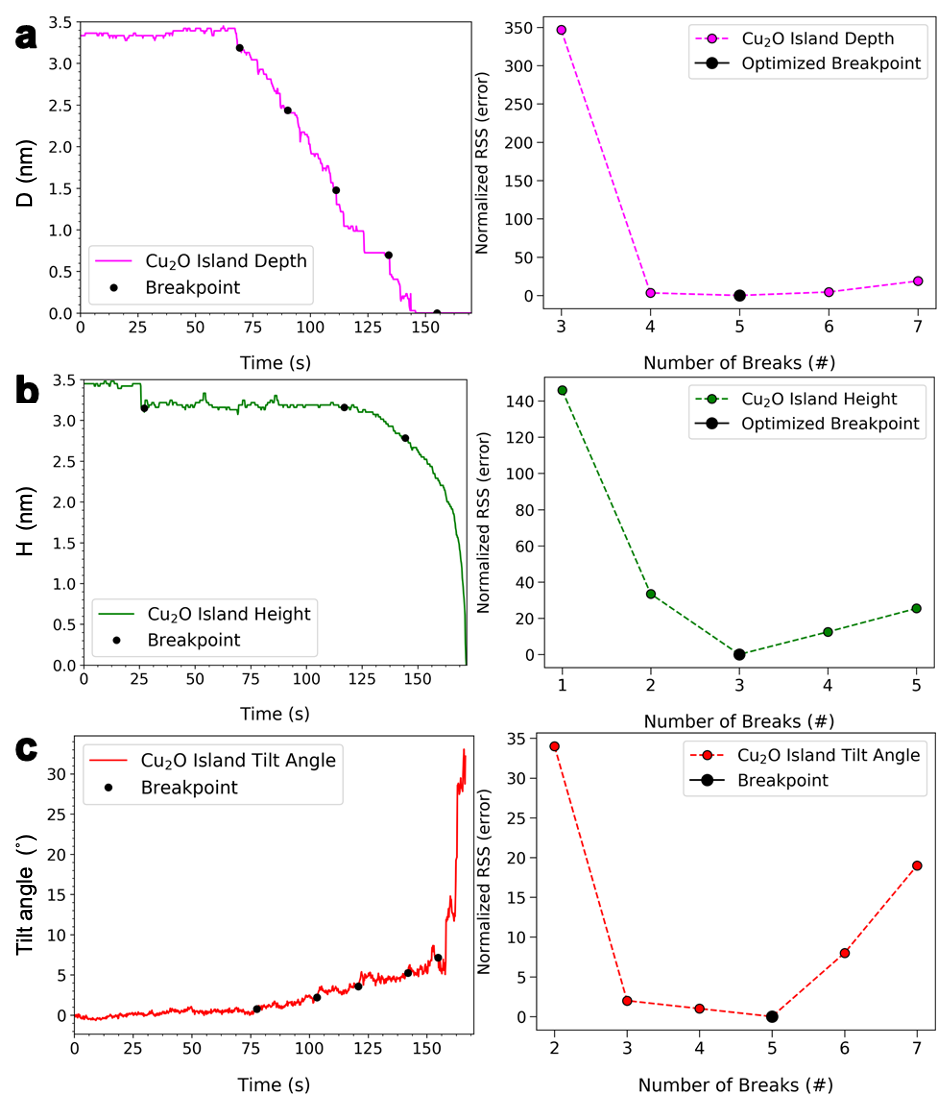 a
3.5
3.0
2.5
2.0
1.5
1.0
0.5
0.0
D (nm)
Cu₂O Island Depth
Breakpoint
0 25 50 75 100 125 150
Time (s)
350
300
250
200
150
100
50
0
Normalized RSS (error)
Cu₂O Island Depth
Optimized Breakpoint
3 4 5 6 7
Number of Breaks (#)
b
3.5
3.0
2.5
2.0
1.5
1.0
0.5
0.0
H (nm)
Cu₂O Island Height
Breakpoint
0 25 50 75 100 125 150
Time (s)
140
120
100
80
60
40
20
0
Normalized RSS (error)
Cu₂O Island Height
Optimized Breakpoint
1 2 3 4 5
Number of Breaks (#)
c
30
25
20
15
10
5
0
Tilt angle (˚)
Cu₂O Island Tilt Angle
Breakpoint
0 25 50 75 100 125 150
Time (s)
35
30
25
20
15
10
5
0
Normalized RSS (error)
Cu₂O Island Tilt Angle
Breakpoint
2 3 4 5 6 7
Number of Breaks (#)